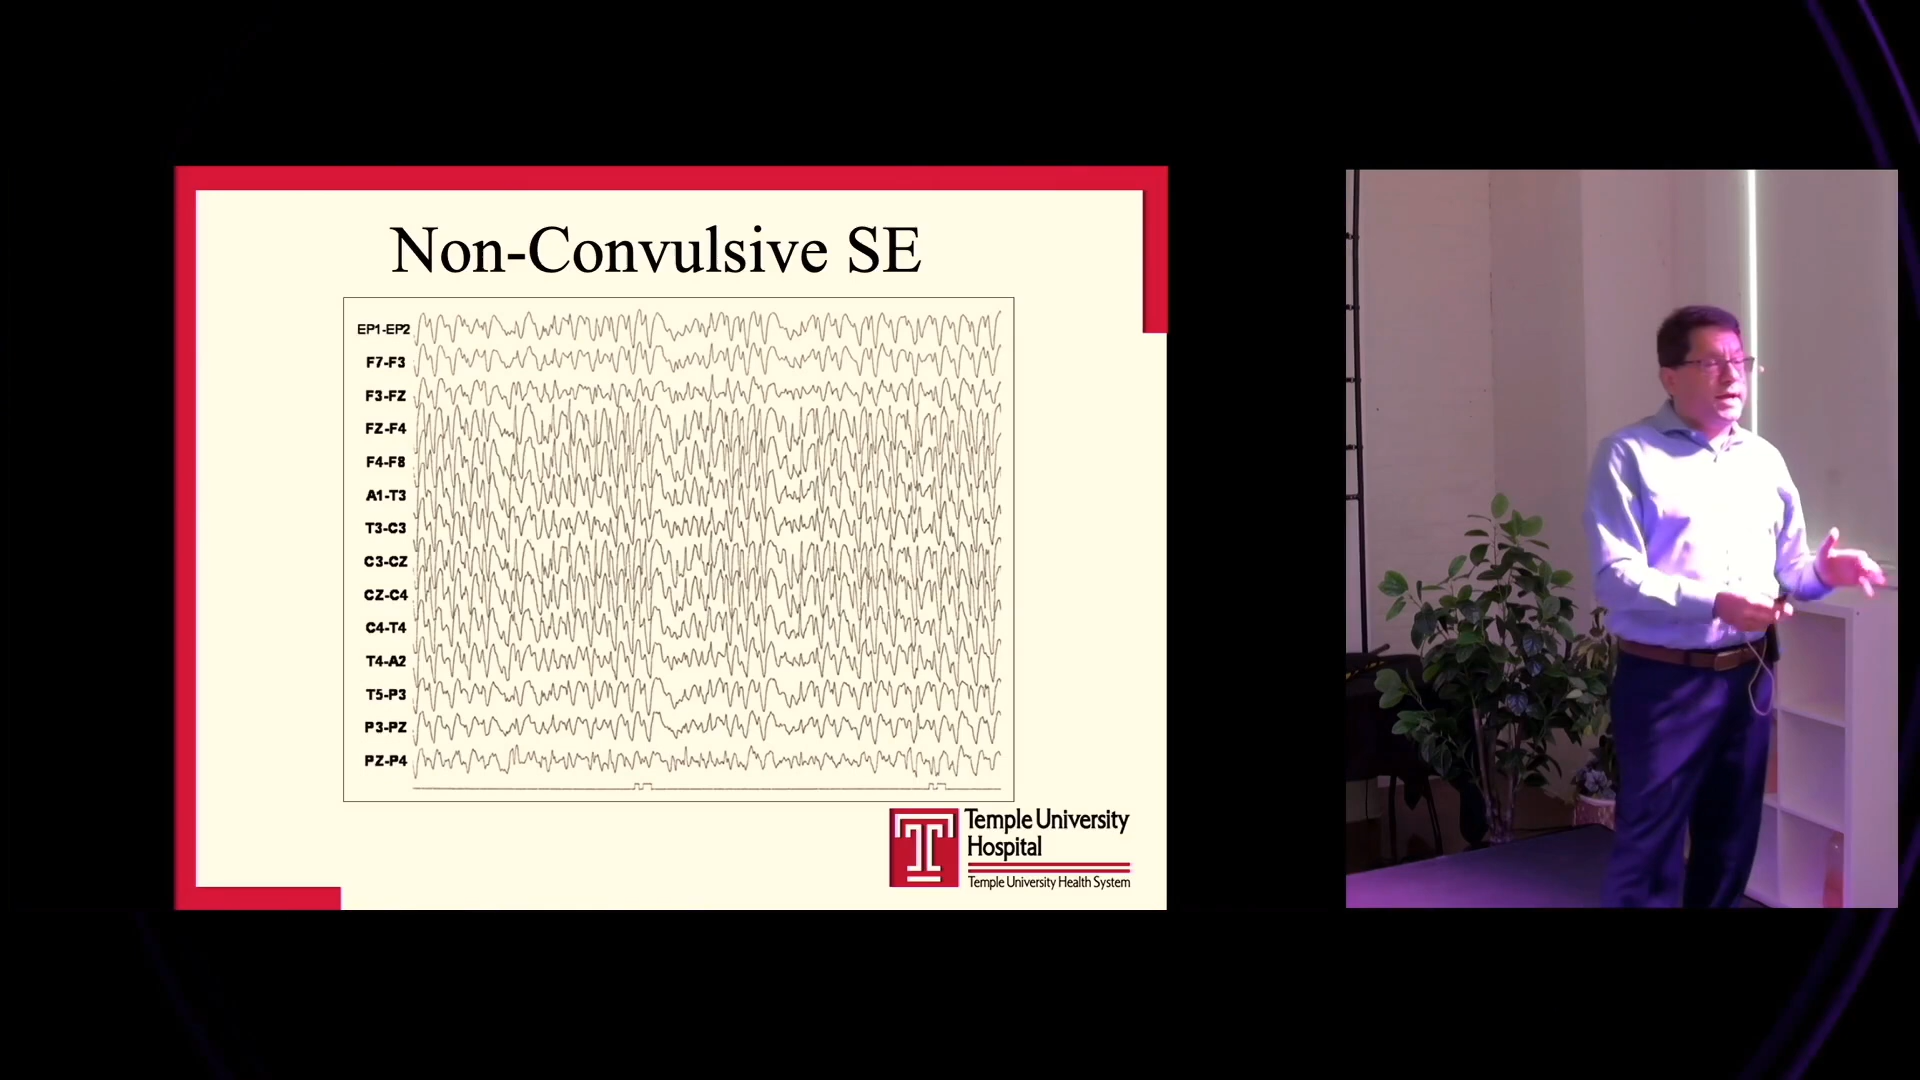 Non-Convulsive SE
EP1-EP2
F7-F3
F3-FZ
FZ-F4
F4-F8
A1-T3
T3-C3
C3-CZ
CZ-C4
C4-T4
T4-A2
T5-P3
P3-PZ
PZ-P4
Temple University
Hospital
Temple University Health System